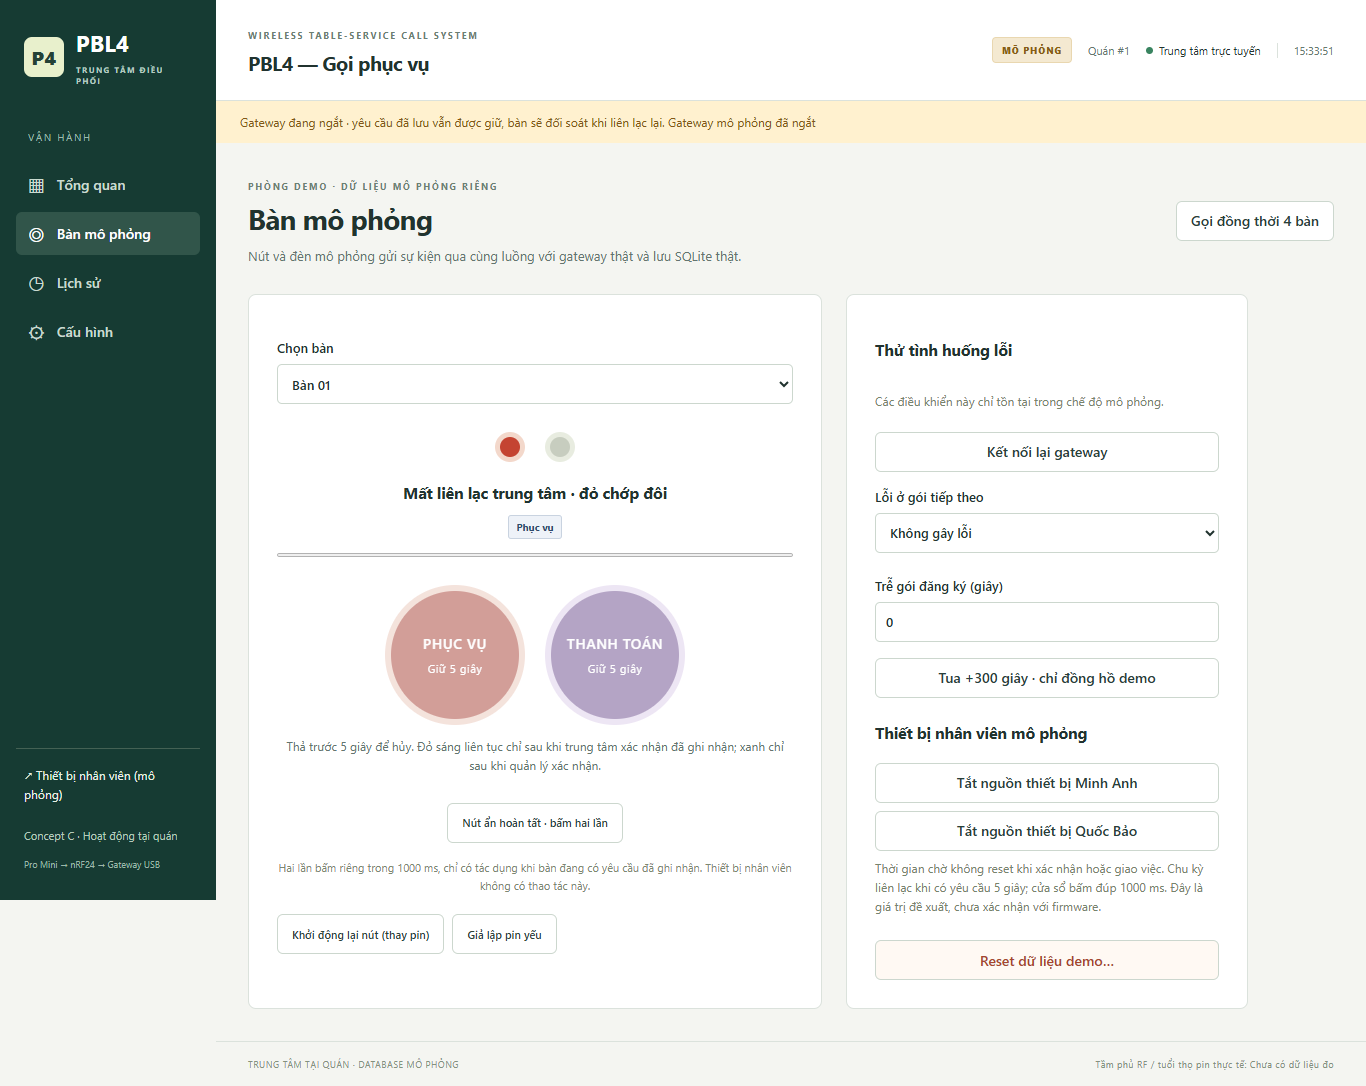 P4
PBL4
TRUNG TÂM ĐIỀU
PHỐI
VẬN HÀNH
Tổng quan
Bàn mô phỏng
Lịch sử
Cấu hình
↗ Thiết bị nhân viên (mô
phỏng)
Concept C · Hoạt động tại quán
Pro Mini → nRF24 → Gateway USB
WIRELESS TABLE-SERVICE CALL SYSTEM
PBL4 — Gọi phục vụ
MÔ PHỎNG
Quán #1
Trung tâm trực tuyến
15:33:51
Gateway đang ngắt · yêu cầu đã lưu vẫn được giữ, bàn sẽ đối soát khi liên lạc lại. Gateway mô phỏng đã ngắt
PHÒNG DEMO · DỮ LIỆU MÔ PHỎNG RIÊNG
Bàn mô phỏng
Nút và đèn mô phỏng gửi sự kiện qua cùng luồng với gateway thật và lưu SQLite thật.
Gọi đồng thời 4 bàn
Chọn bàn
Bàn 01
Mất liên lạc trung tâm · đỏ chớp đôi
Phục vụ
PHỤC VỤ
Giữ 5 giây
THANH TOÁN
Giữ 5 giây
Thả trước 5 giây để hủy. Đỏ sáng liên tục chỉ sau khi trung tâm xác nhận đã ghi nhận; xanh chỉ
sau khi quản lý xác nhận.
Nút ẩn hoàn tất · bấm hai lần
Hai lần bấm riêng trong 1000 ms, chỉ có tác dụng khi bàn đang có yêu cầu đã ghi nhận. Thiết bị nhân viên
không có thao tác này.
Khởi động lại nút (thay pin)
Giả lập pin yếu
Thử tình huống lỗi
Các điều khiển này chỉ tồn tại trong chế độ mô phỏng.
Kết nối lại gateway
Lỗi ở gói tiếp theo
Không gây lỗi
Trễ gói đăng ký (giây)
0
Tua +300 giây · chỉ đồng hồ demo
Thiết bị nhân viên mô phỏng
Tắt nguồn thiết bị Minh Anh
Tắt nguồn thiết bị Quốc Bảo
Thời gian chờ không reset khi xác nhận hoặc giao việc. Chu kỳ
liên lạc khi có yêu cầu 5 giây; cửa sổ bấm đúp 1000 ms. Đây là
giá trị đề xuất, chưa xác nhận với firmware.
Reset dữ liệu demo...
TRUNG TÂM TẠI QUÁN · DATABASE MÔ PHỎNG
Tầm phủ RF / tuổi thọ pin thực tế: Chưa có dữ liệu đo